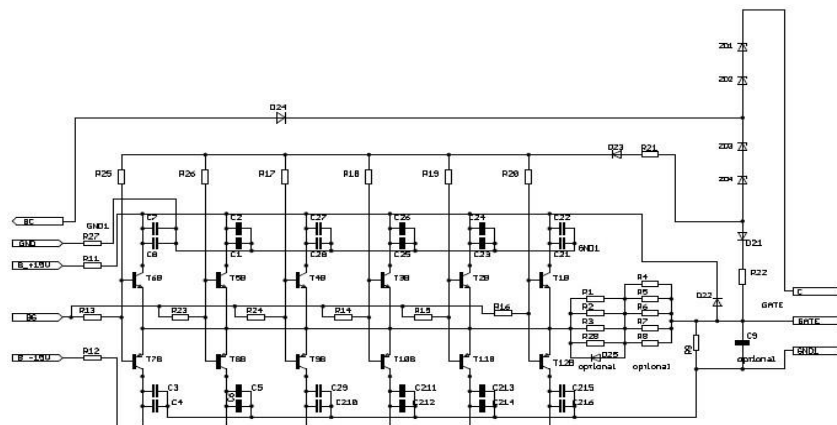 ZD1
ZD2
D24
ZD3
D23 R21
R25 R26 R17 R18 R19 R20
ZD4
BC
GND1 C7 C2 C27 C26 C24 C22
GND R27
C8 C1 C28 C25 C23 C21 GND1
D21
B_+15V R11
R22
T6B T5B T4B T3B T2B T1B
R4
R1 R5 D22 C
R16 GATE
R2 R6
BG R13 R23 R24 R14 R15
R3 R7 GATE
R28 R8 R9 C9
B_-15V R12 D25 optional GND1
T7B T8B T9B T10B T11B T12B optional optional
C3 C5 C29 C211 C213 C215
C4 C6 C210 C212 C214 C216